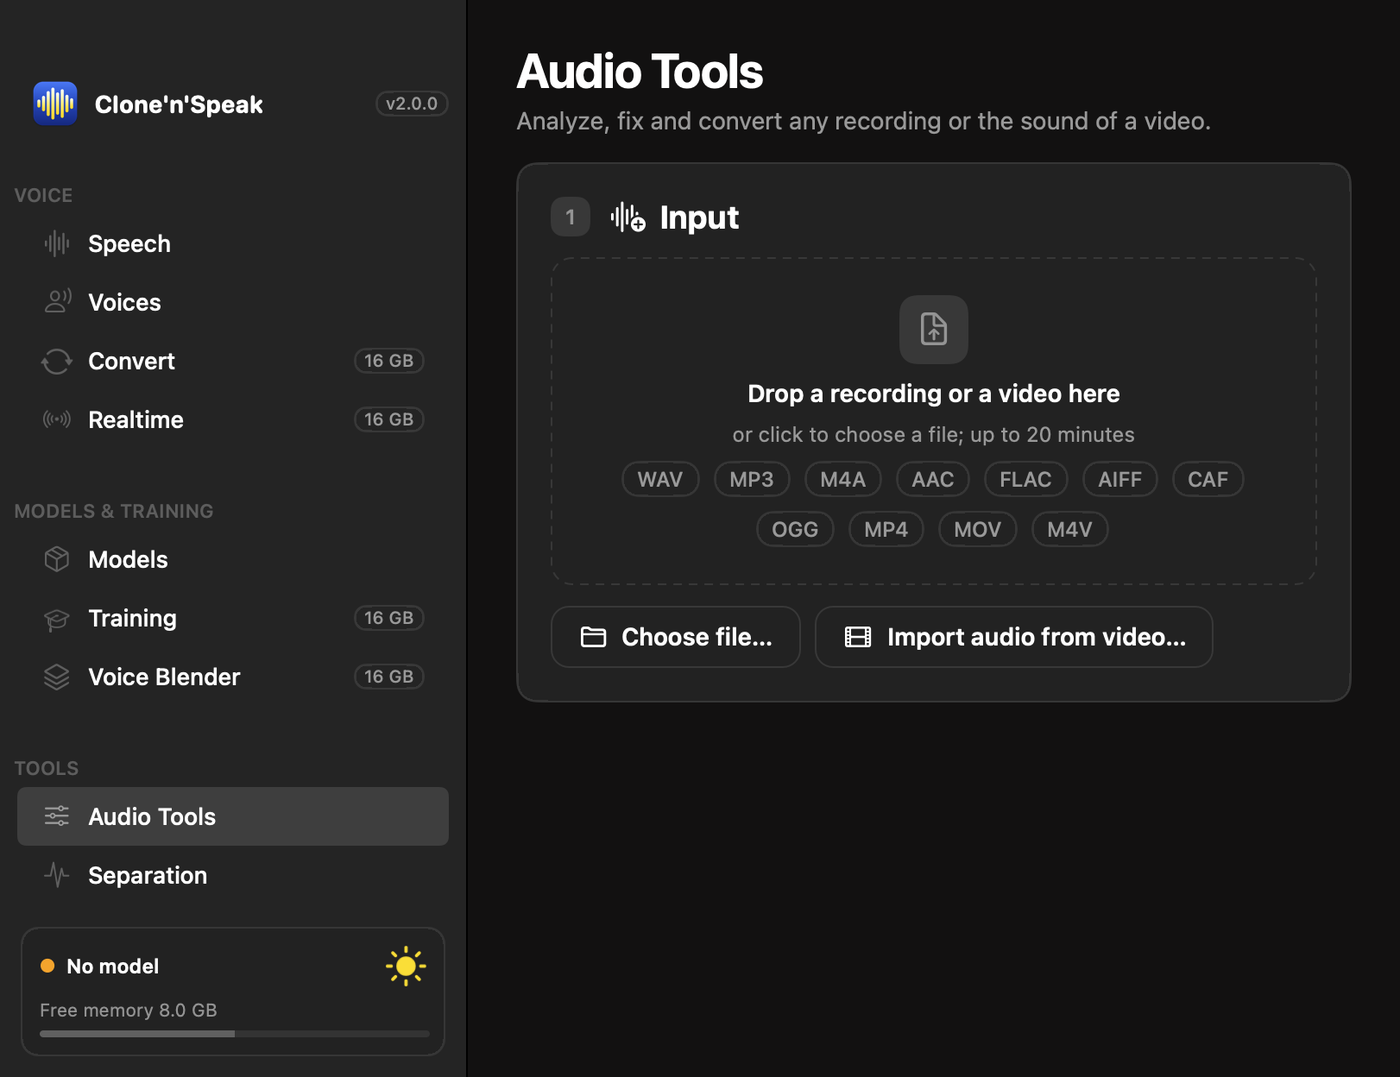 Clone'n'Speak
v2.0.0
VOICE
Speech
Voices
Convert
16 GB
Realtime
16 GB
MODELS & TRAINING
Models
Training
16 GB
Voice Blender
16 GB
TOOLS
Audio Tools
Separation
No model
Free memory 8.0 GB
Audio Tools
Analyze, fix and convert any recording or the sound of a video.
1
Input
Drop a recording or a video here
or click to choose a file; up to 20 minutes
WAV MP3 M4A AAC FLAC AIFF CAF
OGG MP4 MOV M4V
Choose file...
Import audio from video...